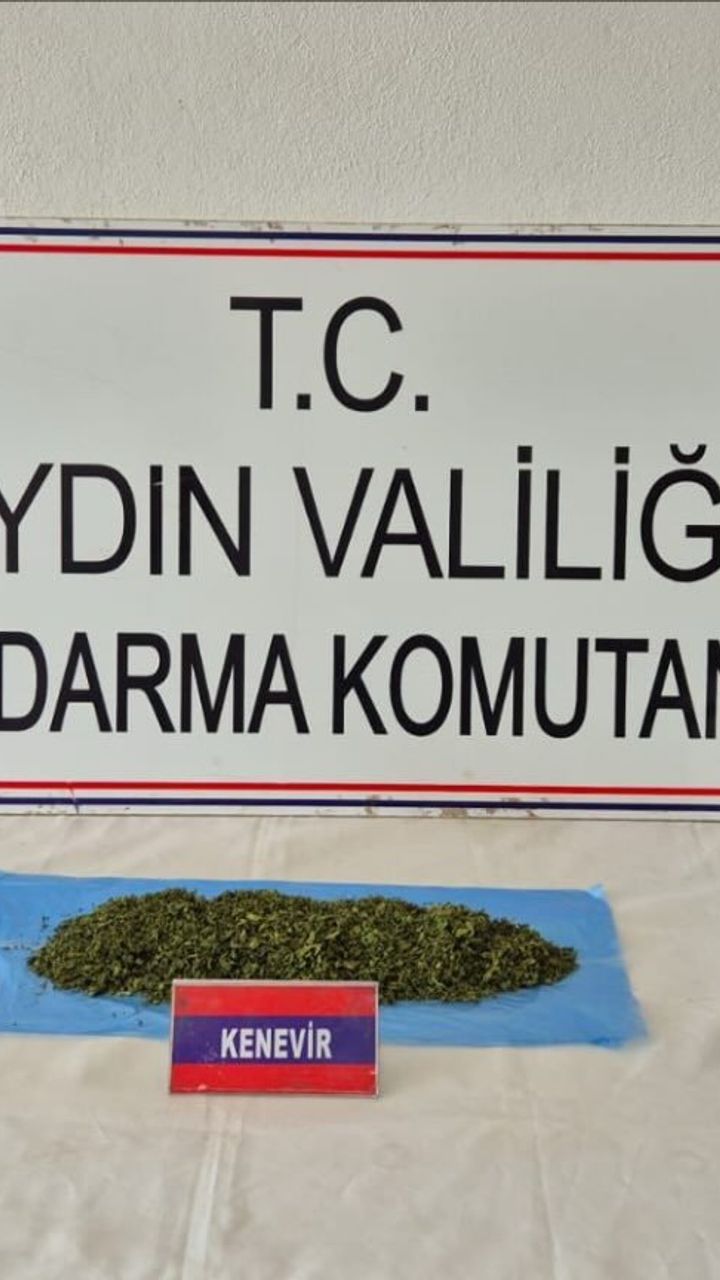 T.C.
YDIN VALİLİĞ
DARMA KOMUTAN
KENEVİR